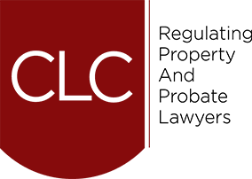 CLC
Regulating
Property
And
Probate
Lawyers